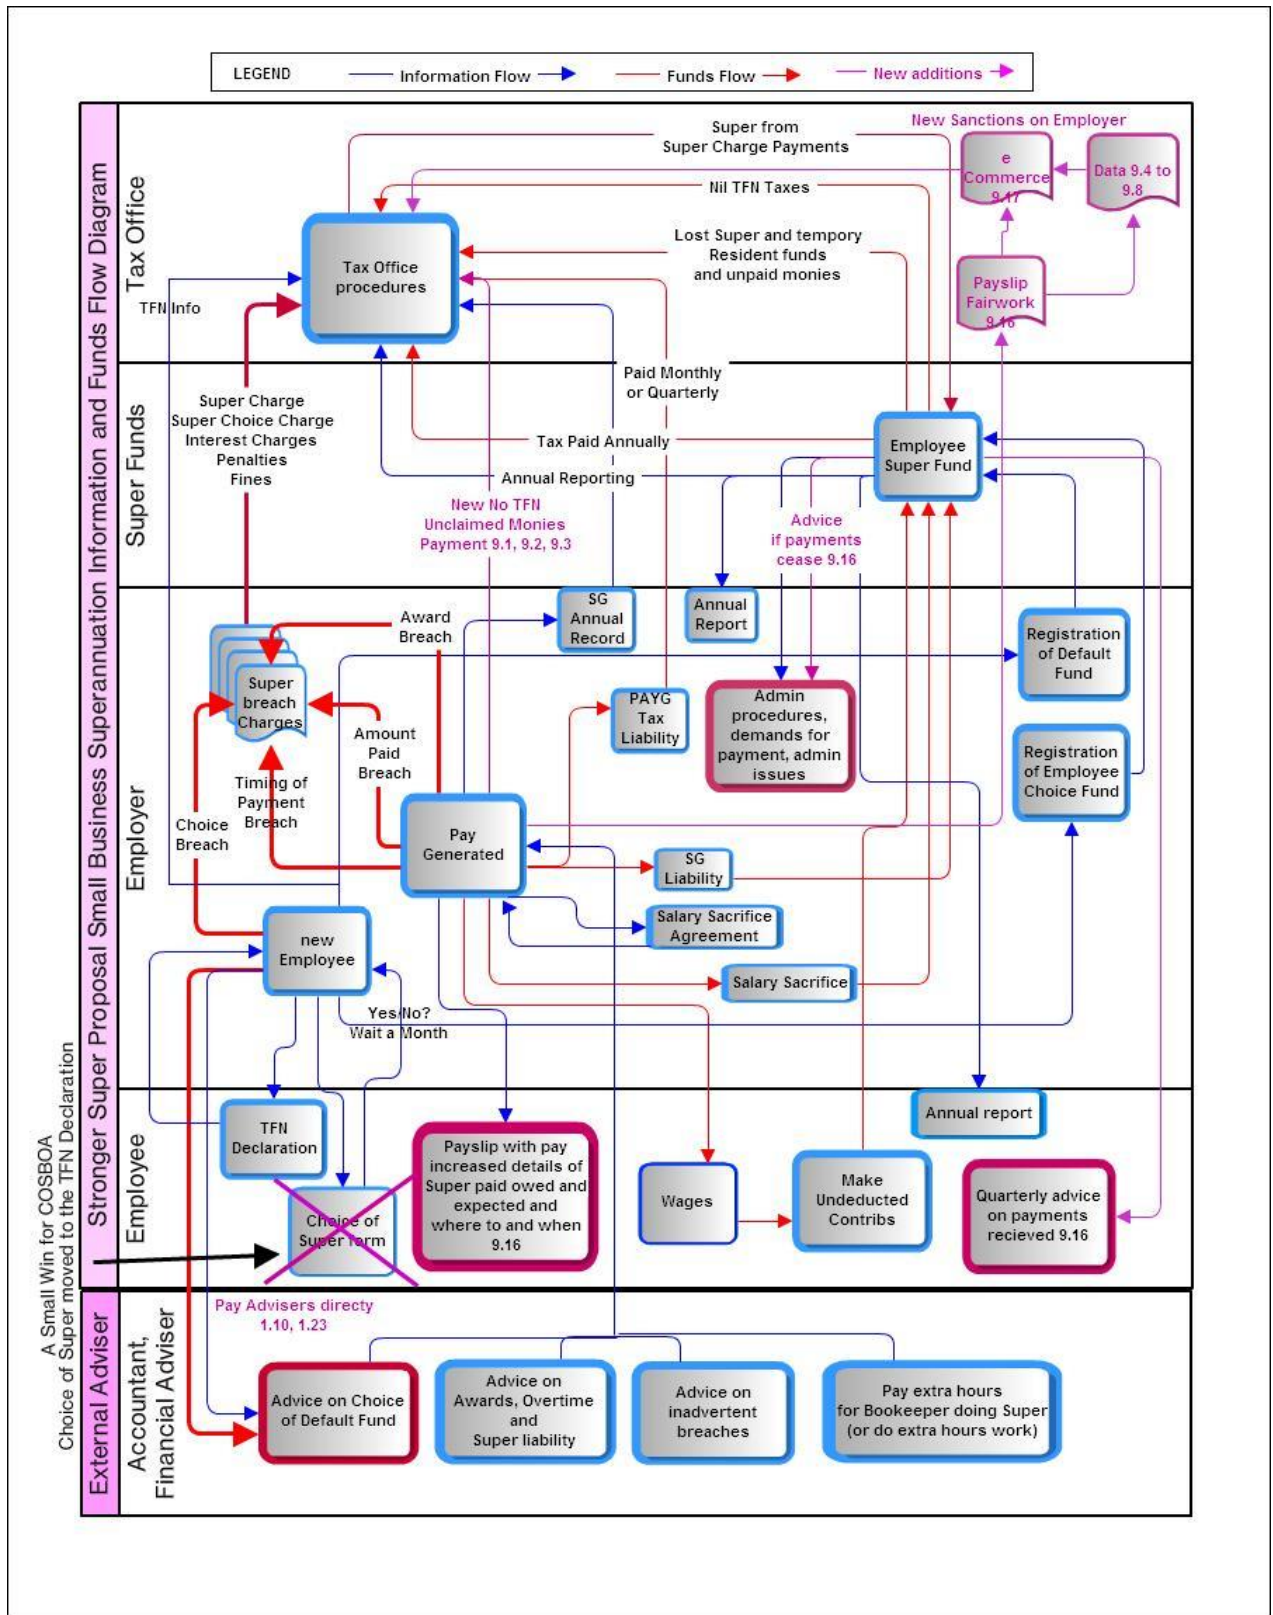 LEGEND
Information Flow
Funds Flow
New additions
Stronger Super Proposal Small Business Superannuation Information and Funds Flow Diagram
Tax Office
New Sanctions on Employer
Super from
Super Charge Payments
e
Commerce
9.17
Data 9.4 to
9.8
Nil TFN Taxes
Lost Super and tempory
Resident funds
and unpaid monies
Tax Office
procedures
Payslip
Fairwork
9.16
TFN Info
Super Funds
Paid Monthly
or Quarterly
Super Charge
Super Choice Charge
Interest Charges
Penalties
Fines
Tax Paid Annually
Employee
Super Fund
Annual Reporting
New No TFN
Unclaimed Monies
Payment 9.1, 9.2, 9.3
Advice
if payments
cease 9.16
Employer
SG
Annual
Record
Annual
Report
Award
Breach
Registration
of Default
Fund
Super
breach
Charges
PAYG
Tax
Liability
Admin
procedures,
demands for
payment, admin
issues
Amount
Paid
Breach
Registration
of Employee
Choice Fund
Timing of
Payment
Breach
Choice
Breach
Pay
Generated
SG
Liability
Salary Sacrifice
Agreement
new
Employee
Salary Sacrifice
Yes/No?
Wait a Month
Employee
Annual report
TFN
Declaration
Payslip with pay
increased details of
Super paid owed and
expected and
where to and when
9.16
Wages
Make
Undeducted
Contribs
Quarterly advice
on payments
recieved 9.16
Choice of
Super form
A Small Win for COSBOA
Choice of Super moved to the TFN Declaration
External Adviser
Accountant,
Financial Adviser
Pay Advisers directy
1.10, 1.23
Advice on Choice
of Default Fund
Advice on
Awards, Overtime
and
Super liability
Advice on
inadvertent
breaches
Pay extra hours
for Bookeeper doing Super
(or do extra hours work)